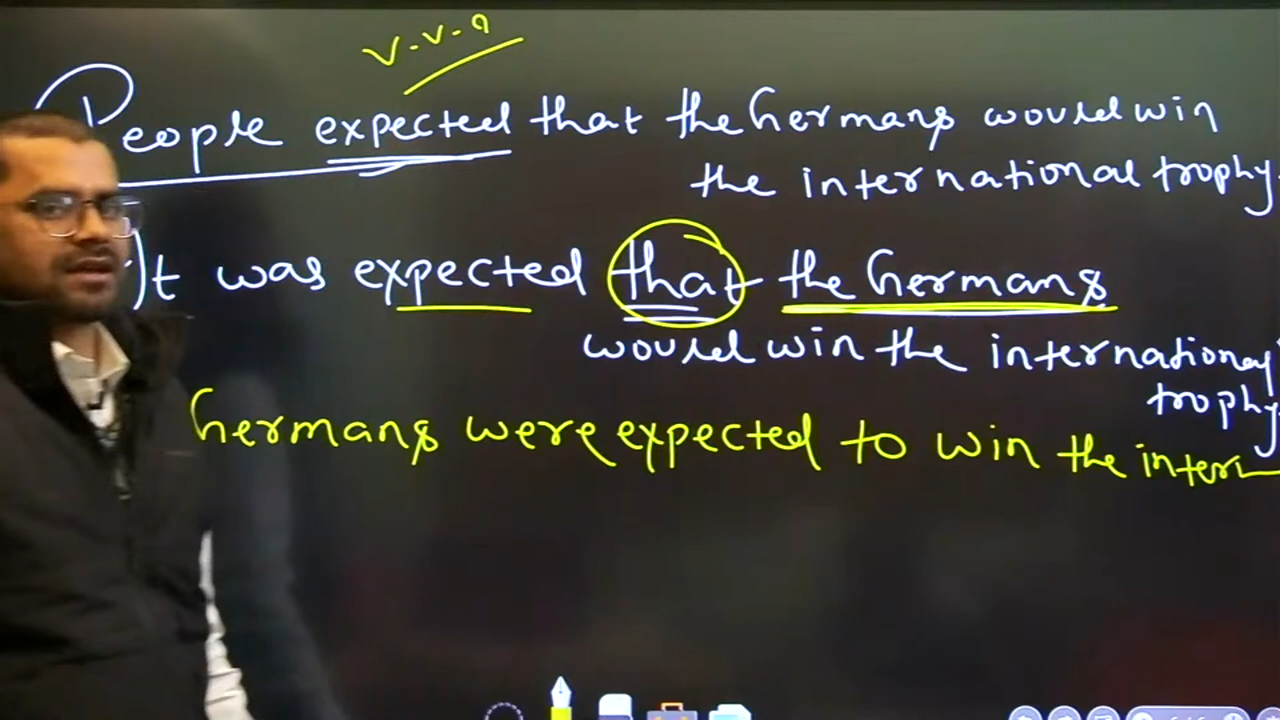 V.V.9
People expected that the Germans would win
the international trophy.
It was expected that the Germans
would win the international
trophy
Germans were expected to win the intern